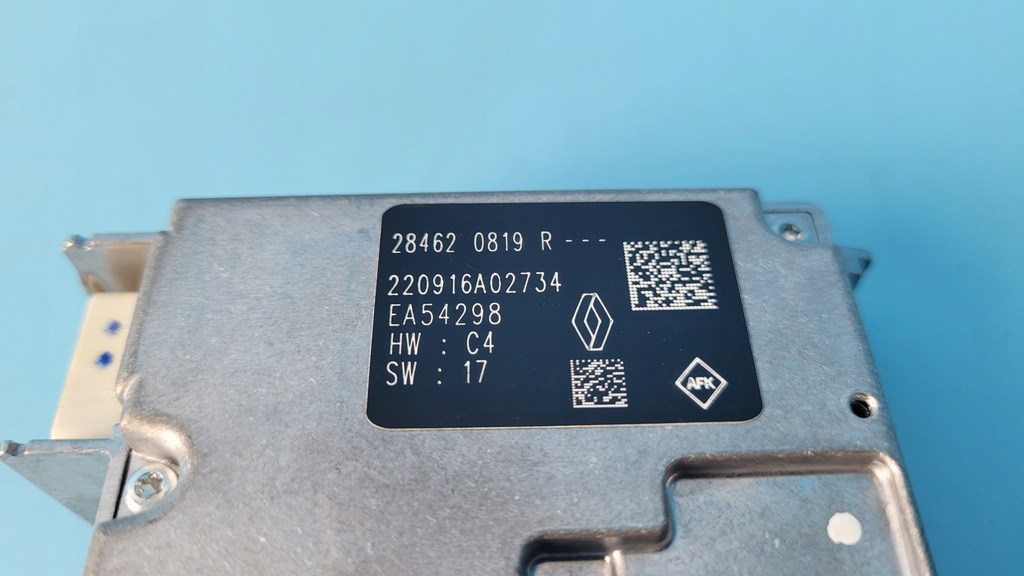 28462 0819 R ---
220916A02734
EA54298
HW : C4
SW : 17
AFK